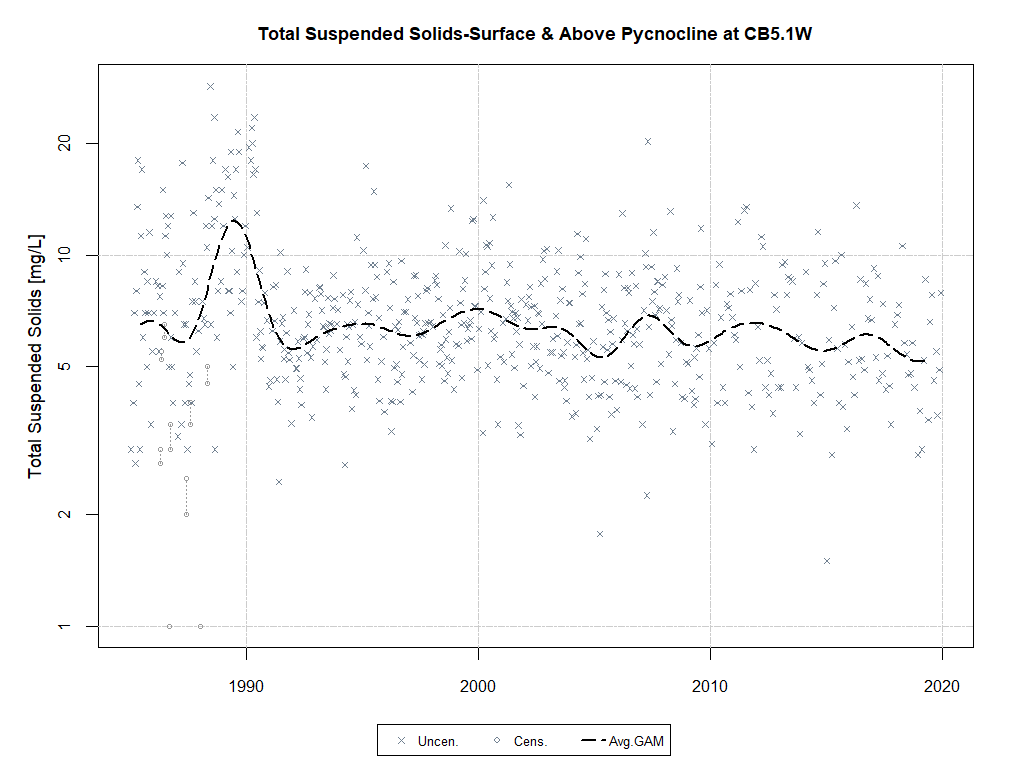 Total Suspended Solids-Surface & Above Pycnocline at CB5.1W
Total Suspended Solids [mg/L]
20
10
5
2
1
1990 2000 2010 2020
Uncen. Cens. Avg.GAM